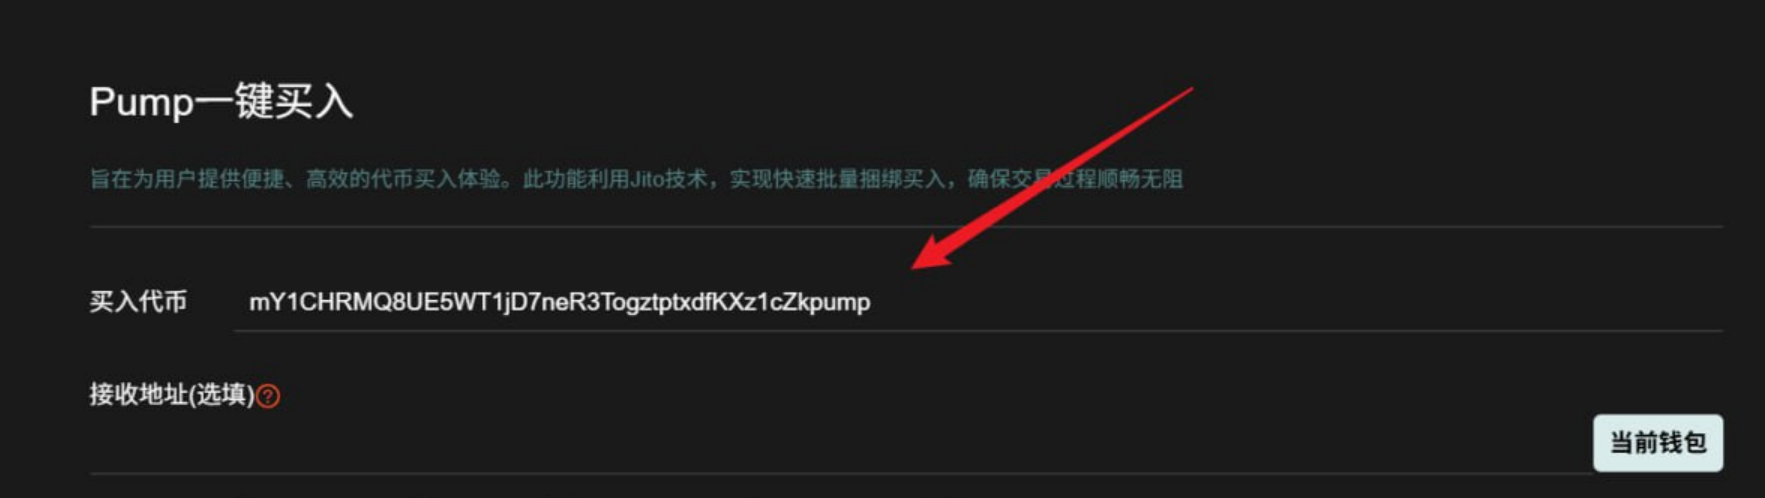 Pump一键买入
旨在为用户提供便捷、高效的代币买入体验。此功能利用Jito技术，实现快速批量捆绑买入，确保交易过程顺畅无阻
买入代币 mY1CHRMQ8UE5WT1jD7neR3TogztptxdfKXz1cZkpump
接收地址(选填)?
当前钱包